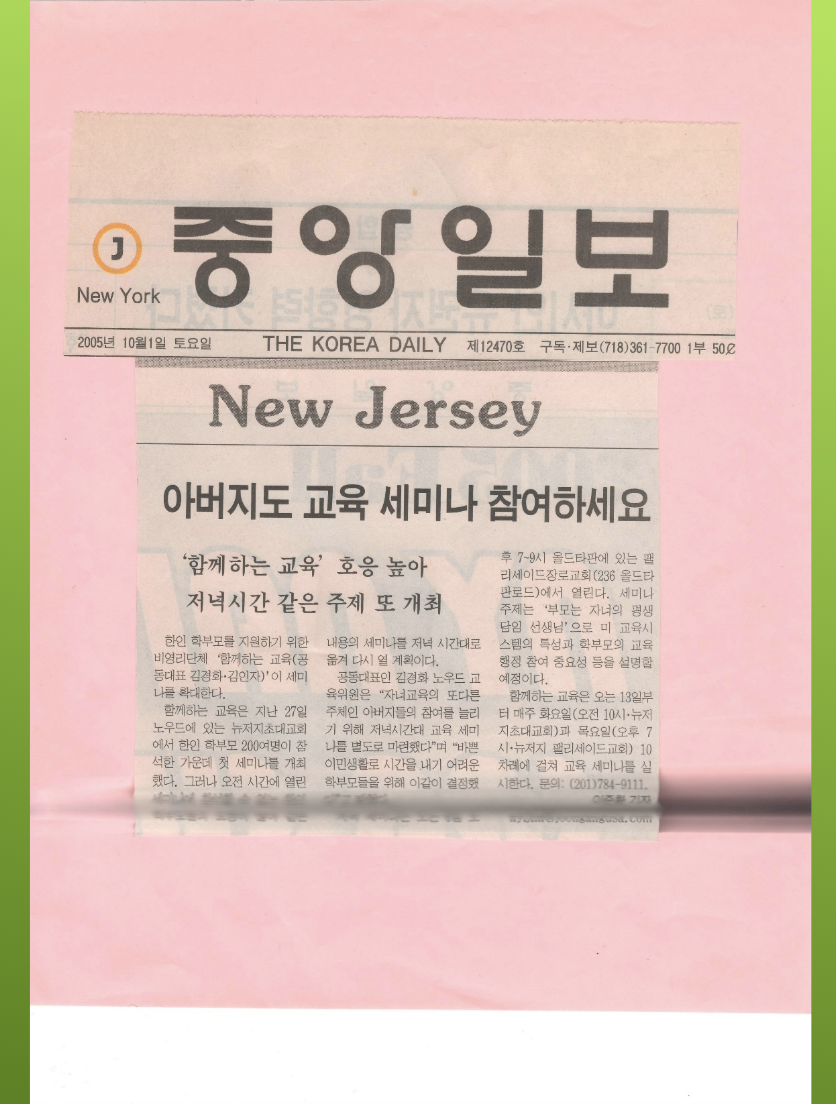 J
중앙일보
New York
2005년 10월1일 토요일 THE KOREA DAILY 제12470호 구독·제보(718)361-7700 1부 50¢
New Jersey
아버지도 교육 세미나 참여하세요
'함께하는 교육' 호응 높아
저녁시간 같은 주제 또 개최
한인 학부모를 지원하기 위한
비영리단체 '함께하는 교육(공
동대표 김경화·김인자)'이 세미
나를 확대한다.
함께하는 교육은 지난 27일
노우드에 있는 뉴저지초대교회
에서 한인 학부모 200여명이 참
석한 가운데 첫 세미나를 개최
했다. 그러나 오전 시간에 열린
내용의 세미나를 저녁 시간대로
옮겨 다시 열 계획이다.
공동대표인 김경화 노우드 교
육위원은 "자녀교육의 또다른
주체인 아버지들의 참여를 늘리
기 위해 저녁시간대 교육 세미
나를 별도로 마련했다"며 "바쁜
이민생활로 시간을 내기 어려운
학부모들을 위해 이같이 결정했
후 7~9시 올드타판에 있는 팰
리세이드장로교회(236 올드타
판로드)에서 열린다. 세미나
주제는 '부모는 자녀의 평생
담임 선생님'으로 미 교육시
스템의 특성과 학부모의 교육
행정 참여 중요성 등을 설명할
예정이다.
함께하는 교육은 오는 13일부
터 매주 화요일(오전 10시·뉴저
지초대교회)과 목요일(오후 7
시·뉴저지 팰리세이드교회) 10
차례에 걸쳐 교육 세미나를 실
시한다. 문의: (201)784-9111.
기자